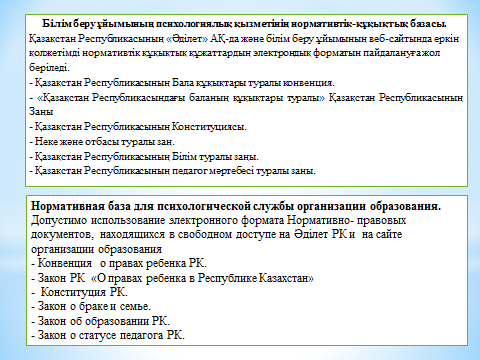 Білім беру ұйымының психологиялық қызметінің нормативтік-құқықтық базасы.
Қазақстан Республикасының «Әділет» АҚ-да және білім беру ұйымының веб-сайтында еркін
қолжетімді нормативтік құқықтық құжаттардың электрондық форматын пайдалануға жол
беріледі.
- Қазақстан Республикасының Бала құқықтары туралы конвенция.
- «Қазақстан Республикасындағы баланың құқықтары туралы» Қазақстан Республикасының
Заңы
- Қазақстан Республикасының Конституциясы.
- Неке және отбасы туралы заң.
- Қазақстан Республикасының Білім туралы заңы.
- Қазақстан Республикасының педагог мәртебесі туралы заңы.
Нормативная база для психологической службы организации образования.
Допустимо использование электронного формата Нормативно- правовых
документов, находящихся в свободном доступе на Әділет РК и на сайте
организации образования
- Конвенция о правах ребенка РК.
- Закон РК «О правах ребенка в Республике Казахстан»
- Конституция РК.
- Закон о браке и семье.
- Закон об образовании РК.
- Закон о статусе педагога РК.